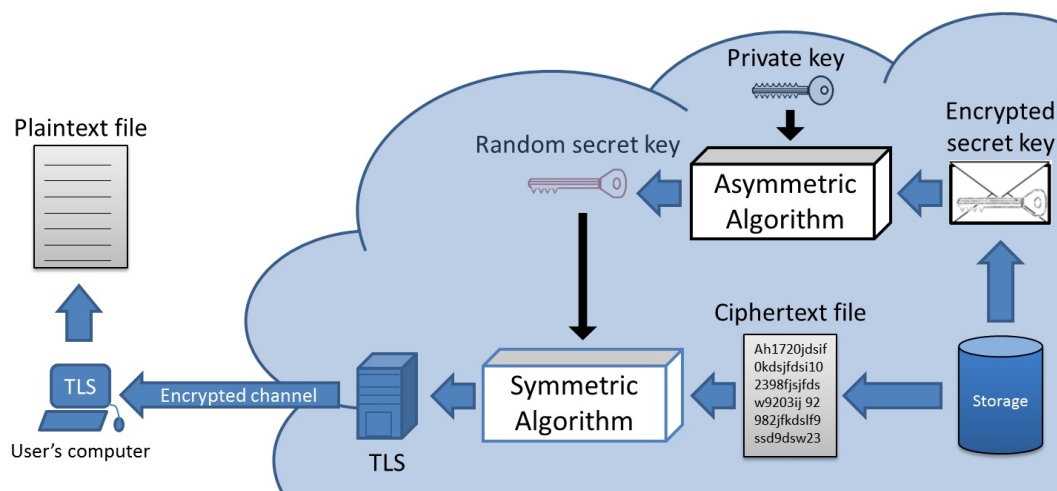 Private key
Plaintext file
Encrypted
secret key
Random secret key
Asymmetric
Algorithm
Ciphertext file
Ah1720jdsif
0kdsjfdsi10
2398fjsjfds
w9203ij 92
982jfkdslf9
ssd9dsw23
TLS
Encrypted channel
Symmetric
Algorithm
Storage
User's computer
TLS